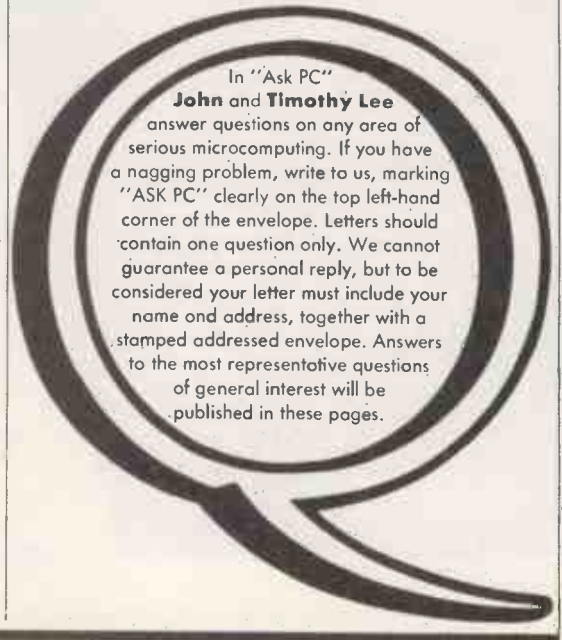 In "Ask PC"
John and Timothy Lee
answer questions on any area of
serious microcomputing. If you have
a nagging problem, write to us, marking
"ASK PC" clearly on the top left-hand
corner of the envelope. Letters should
contain one question only. We cannot
guarantee a personal reply, but to be
considered your letter must include your
name ond address, together with a
stamped addressed envelope. Answers
to the most representative questions
of general interest will be
published in these pages.